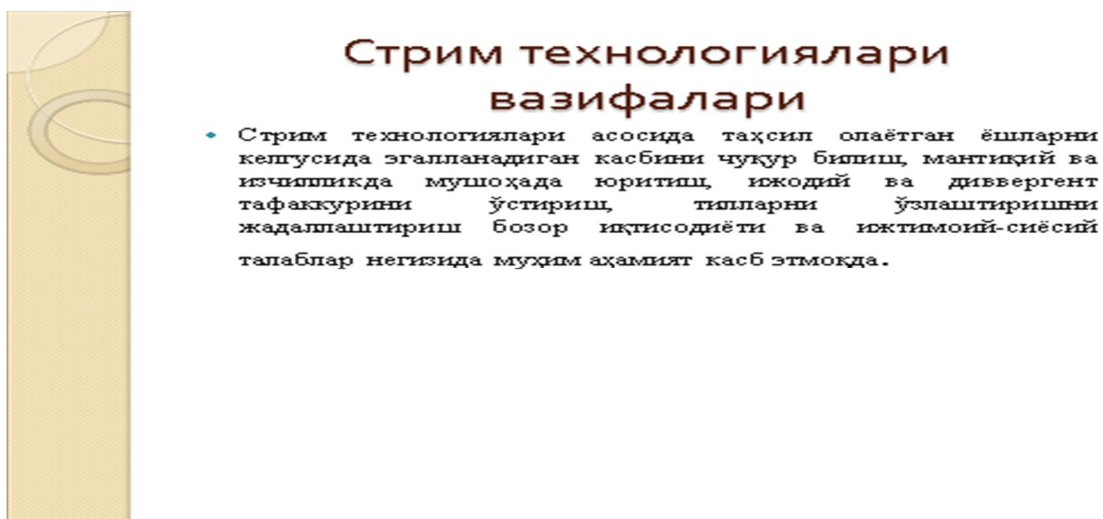 Стрим технологиялари
вазифалари
• Стрим технологиялари асосида таҳсил олаётган ёшларни
келгусида эгалланадиган касбини чуқур билиш, мантиқий ва
изчилликда мушоҳада юритиш, ижодий ва диввергент
тафаккурини ўстириш, тилларни ўзлаштиришни
жадаллаштириш бозор иқтисодиёти ва ижтимоий-сиёсий
талаблар негизида муҳим аҳамият касб этмоқда.